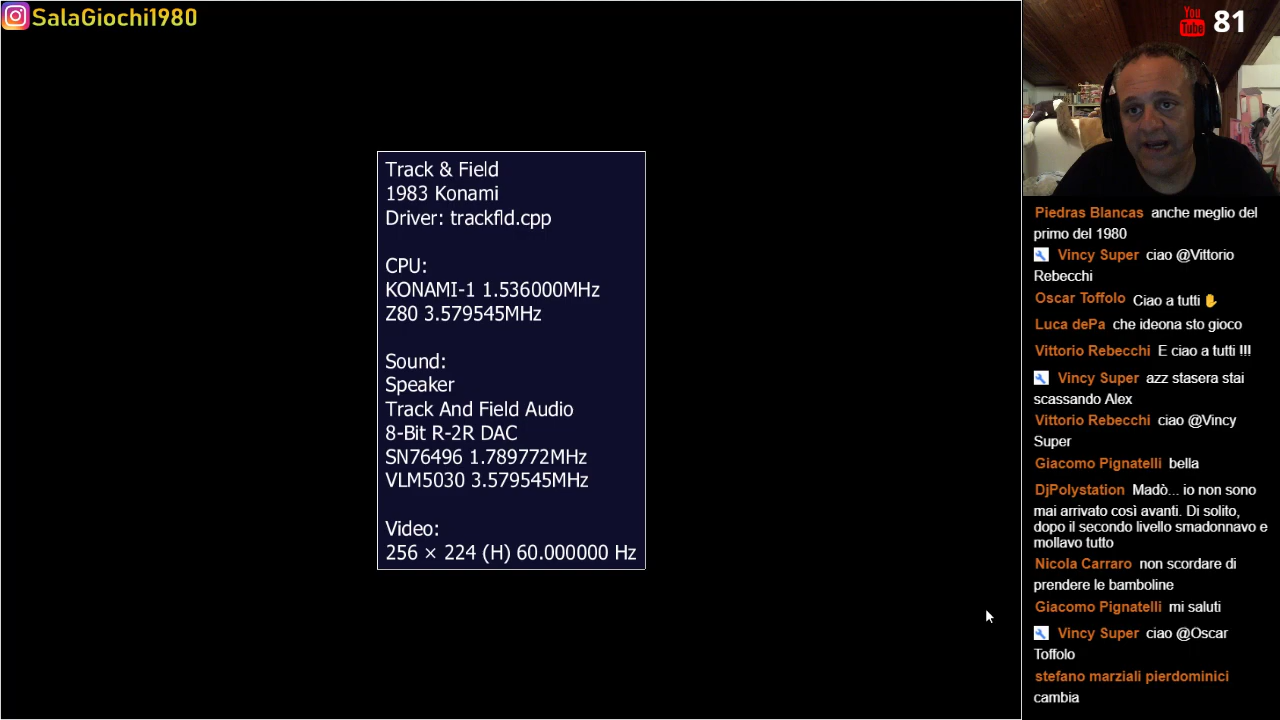 SalaGiochi1980
You Tube 81
Track & Field
1983 Konami
Driver: trackfld.cpp
CPU:
KONAMI-1 1.536000MHz
Z80 3.579545MHz
Sound:
Speaker
Track And Field Audio
8-Bit R-2R DAC
SN76496 1.789772MHz
VLM5030 3.579545MHz
Video:
256 × 224 (H) 60.000000 Hz
Piedras Blancas anche meglio del
primo del 1980
Vincy Super ciao @Vittorio
Rebecchi
Oscar Toffolo Ciao a tutti ✋
Luca dePa che ideona sto gioco
Vittorio Rebecchi E ciao a tutti !!!
Vincy Super azz stasera stai
scassando Alex
Vittorio Rebecchi ciao @Vincy
Super
Giacomo Pignatelli bella
DjPolystation Madò... io non sono
mai arrivato così avanti. Di solito,
dopo il secondo livello smadonnavo e
mollavo tutto
Nicola Carraro non scordare di
prendere le bamboline
Giacomo Pignatelli mi saluti
Vincy Super ciao @Oscar
Toffolo
stefano marziali pierdominici
cambia